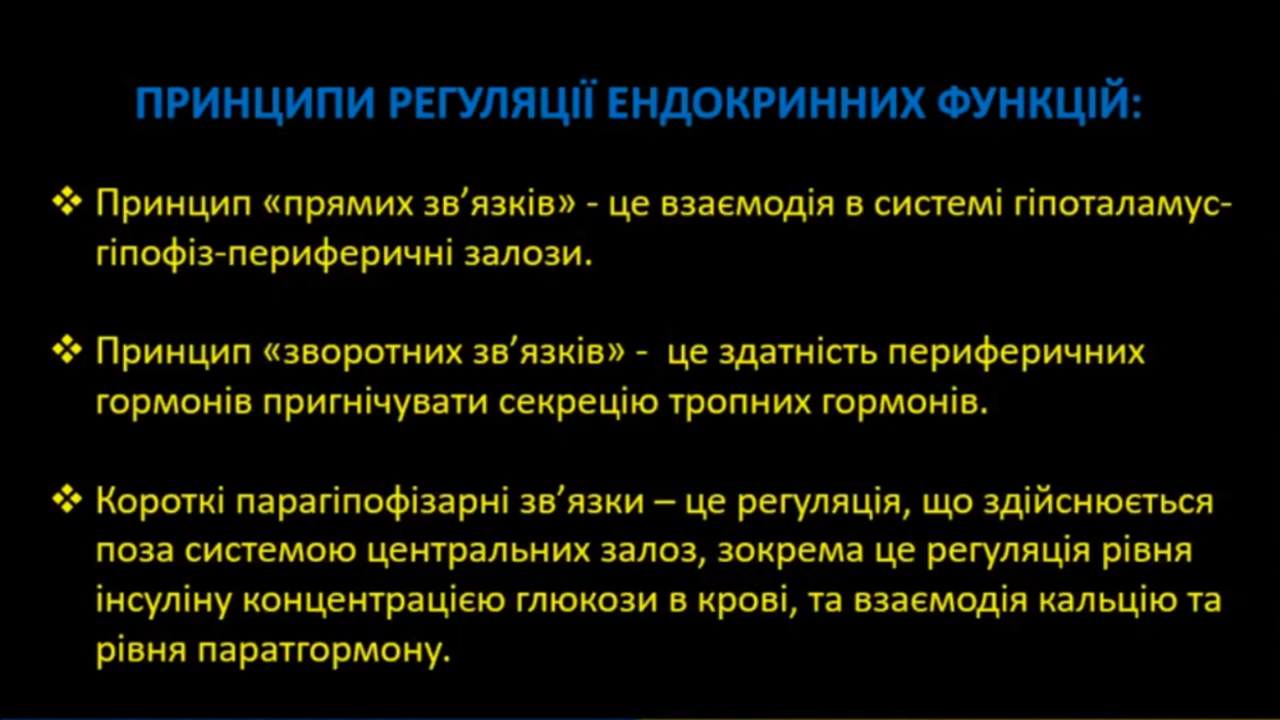 ПРИНЦИПИ РЕГУЛЯЦІЇ ЕНДОКРИННИХ ФУНКЦІЙ:
❖ Принцип «прямих зв’язків» - це взаємодія в системі гіпоталамус-
гіпофіз-периферичні залози.
❖ Принцип «зворотних зв’язків» - це здатність периферичних
гормонів пригнічувати секрецію тропних гормонів.
❖ Короткі парагіпофізарні зв’язки – це регуляція, що здійснюється
поза системою центральних залоз, зокрема це регуляція рівня
інсуліну концентрацією глюкози в крові, та взаємодія кальцію та
рівня паратгормону.